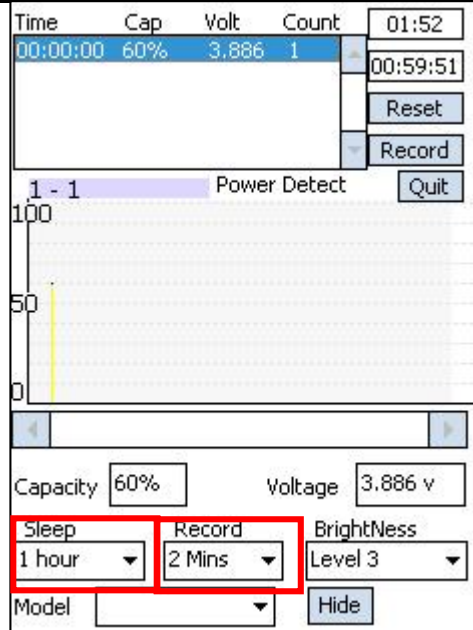 Time Cap Volt Count 01:52
00:00:00 60% 3.886 1
00:59:51
Reset
Record
1 - 1 Power Detect Quit
100
50
0
Capacity 60% Voltage 3.886 v
Sleep Record BrightNess
1 hour 2 Mins Level 3
Model Hide